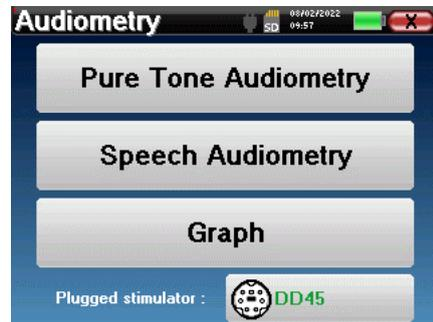 Audiometry
SD
08/02/2022
09:57
X
Pure Tone Audiometry
Speech Audiometry
Graph
Plugged stimulator : DD45